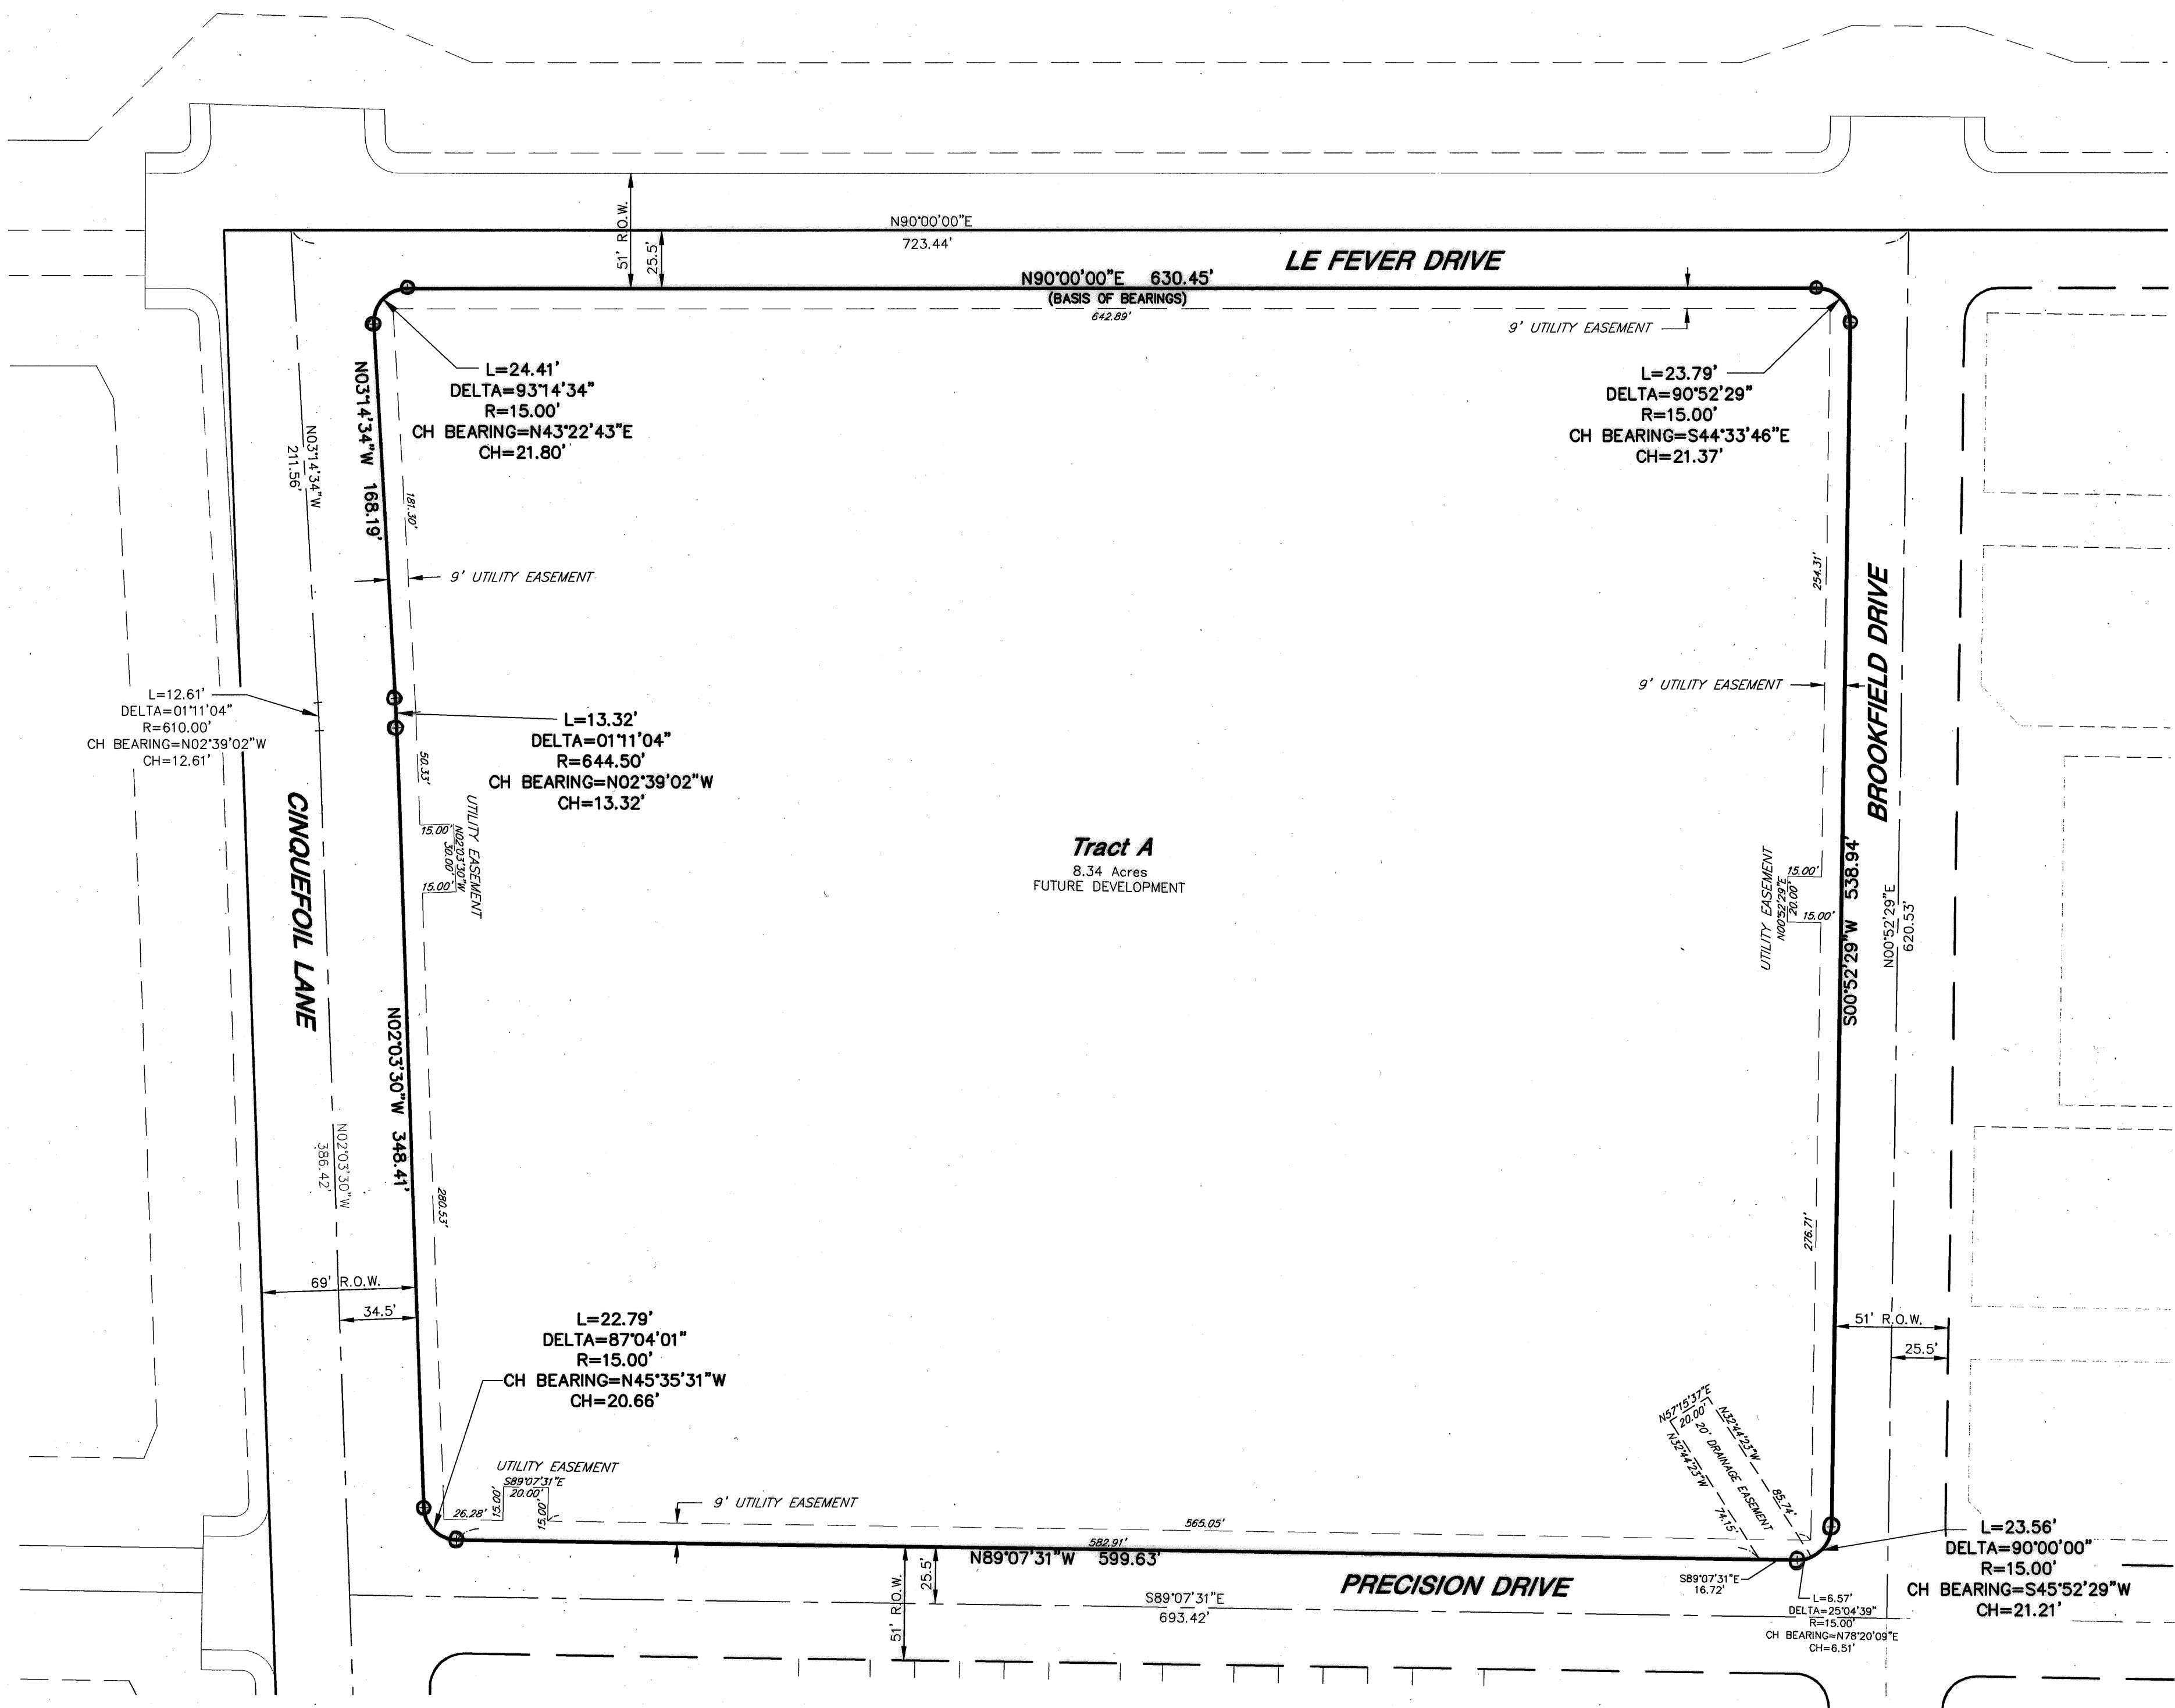 N90°00'00"E
723.44'
51' R.O.W.
25.5'
LE FEVER DRIVE
N90°00'00"E 630.45'
(BASIS OF BEARINGS)
642.89'
9' UTILITY EASEMENT
L=24.41'
DELTA=93°14'34"
R=15.00'
CH BEARING=N43°22'43"E
CH=21.80'
L=23.79'
DELTA=90°52'29"
R=15.00'
CH BEARING=S44°33'46"E
CH=21.37'
N03°14'34"W 168.19'
N03°14'34"W
211.56'
181.30'
9' UTILITY EASEMENT
254.31'
BROOKFIELD DRIVE
9' UTILITY EASEMENT
L=12.61'
DELTA=01°11'04"
R=610.00'
CH BEARING=N02°39'02"W
CH=12.61'
L=13.32'
DELTA=01°11'04"
R=644.50'
CH BEARING=N02°39'02"W
CH=13.32'
50.33'
CINQUEFOIL LANE
15.00'
N02°03'30"W
30.00'
15.00'
UTILITY EASEMENT
Tract A
8.34 Acres
FUTURE DEVELOPMENT
UTILITY EASEMENT
15.00'
N00°52'29"E
20.00'
15.00'
S00°52'29"W 538.94'
N00°52'29"E
620.53'
N02°03'30"W 348.41'
N02°03'30"W
386.42'
280.53'
276.71'
69' R.O.W.
34.5'
51' R.O.W.
25.5'
L=22.79'
DELTA=87°04'01"
R=15.00'
CH BEARING=N45°35'31"W
CH=20.66'
N57°15'37"E
20.00'
N32°44'23"W
85.74'
20' DRAINAGE EASEMENT
N32°44'23"W
74.15'
UTILITY EASEMENT
S89°07'31"E
20.00'
15.00'
15.00'
26.28'
9' UTILITY EASEMENT
565.05'
582.91'
N89°07'31"W 599.63'
25.5'
51' R.O.W.
PRECISION DRIVE
S89°07'31"E
693.42'
S89°07'31"E
16.72'
L=6.57'
DELTA=25°04'39"
R=15.00'
CH BEARING=N78°20'09"E
CH=6.51'
L=23.56'
DELTA=90°00'00"
R=15.00'
CH BEARING=S45°52'29"W
CH=21.21'